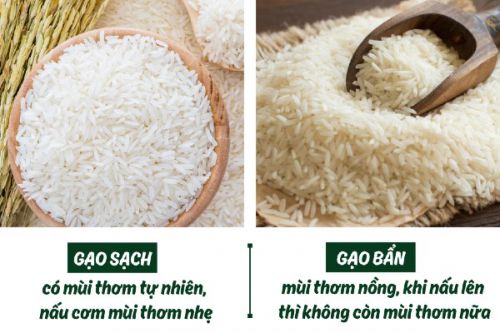 GẠO SẠCH
có mùi thơm tự nhiên,
nấu cơm mùi thơm nhẹ
GẠO BẨN
mùi thơm nồng, khi nấu lên
thì không còn mùi thơm nữa